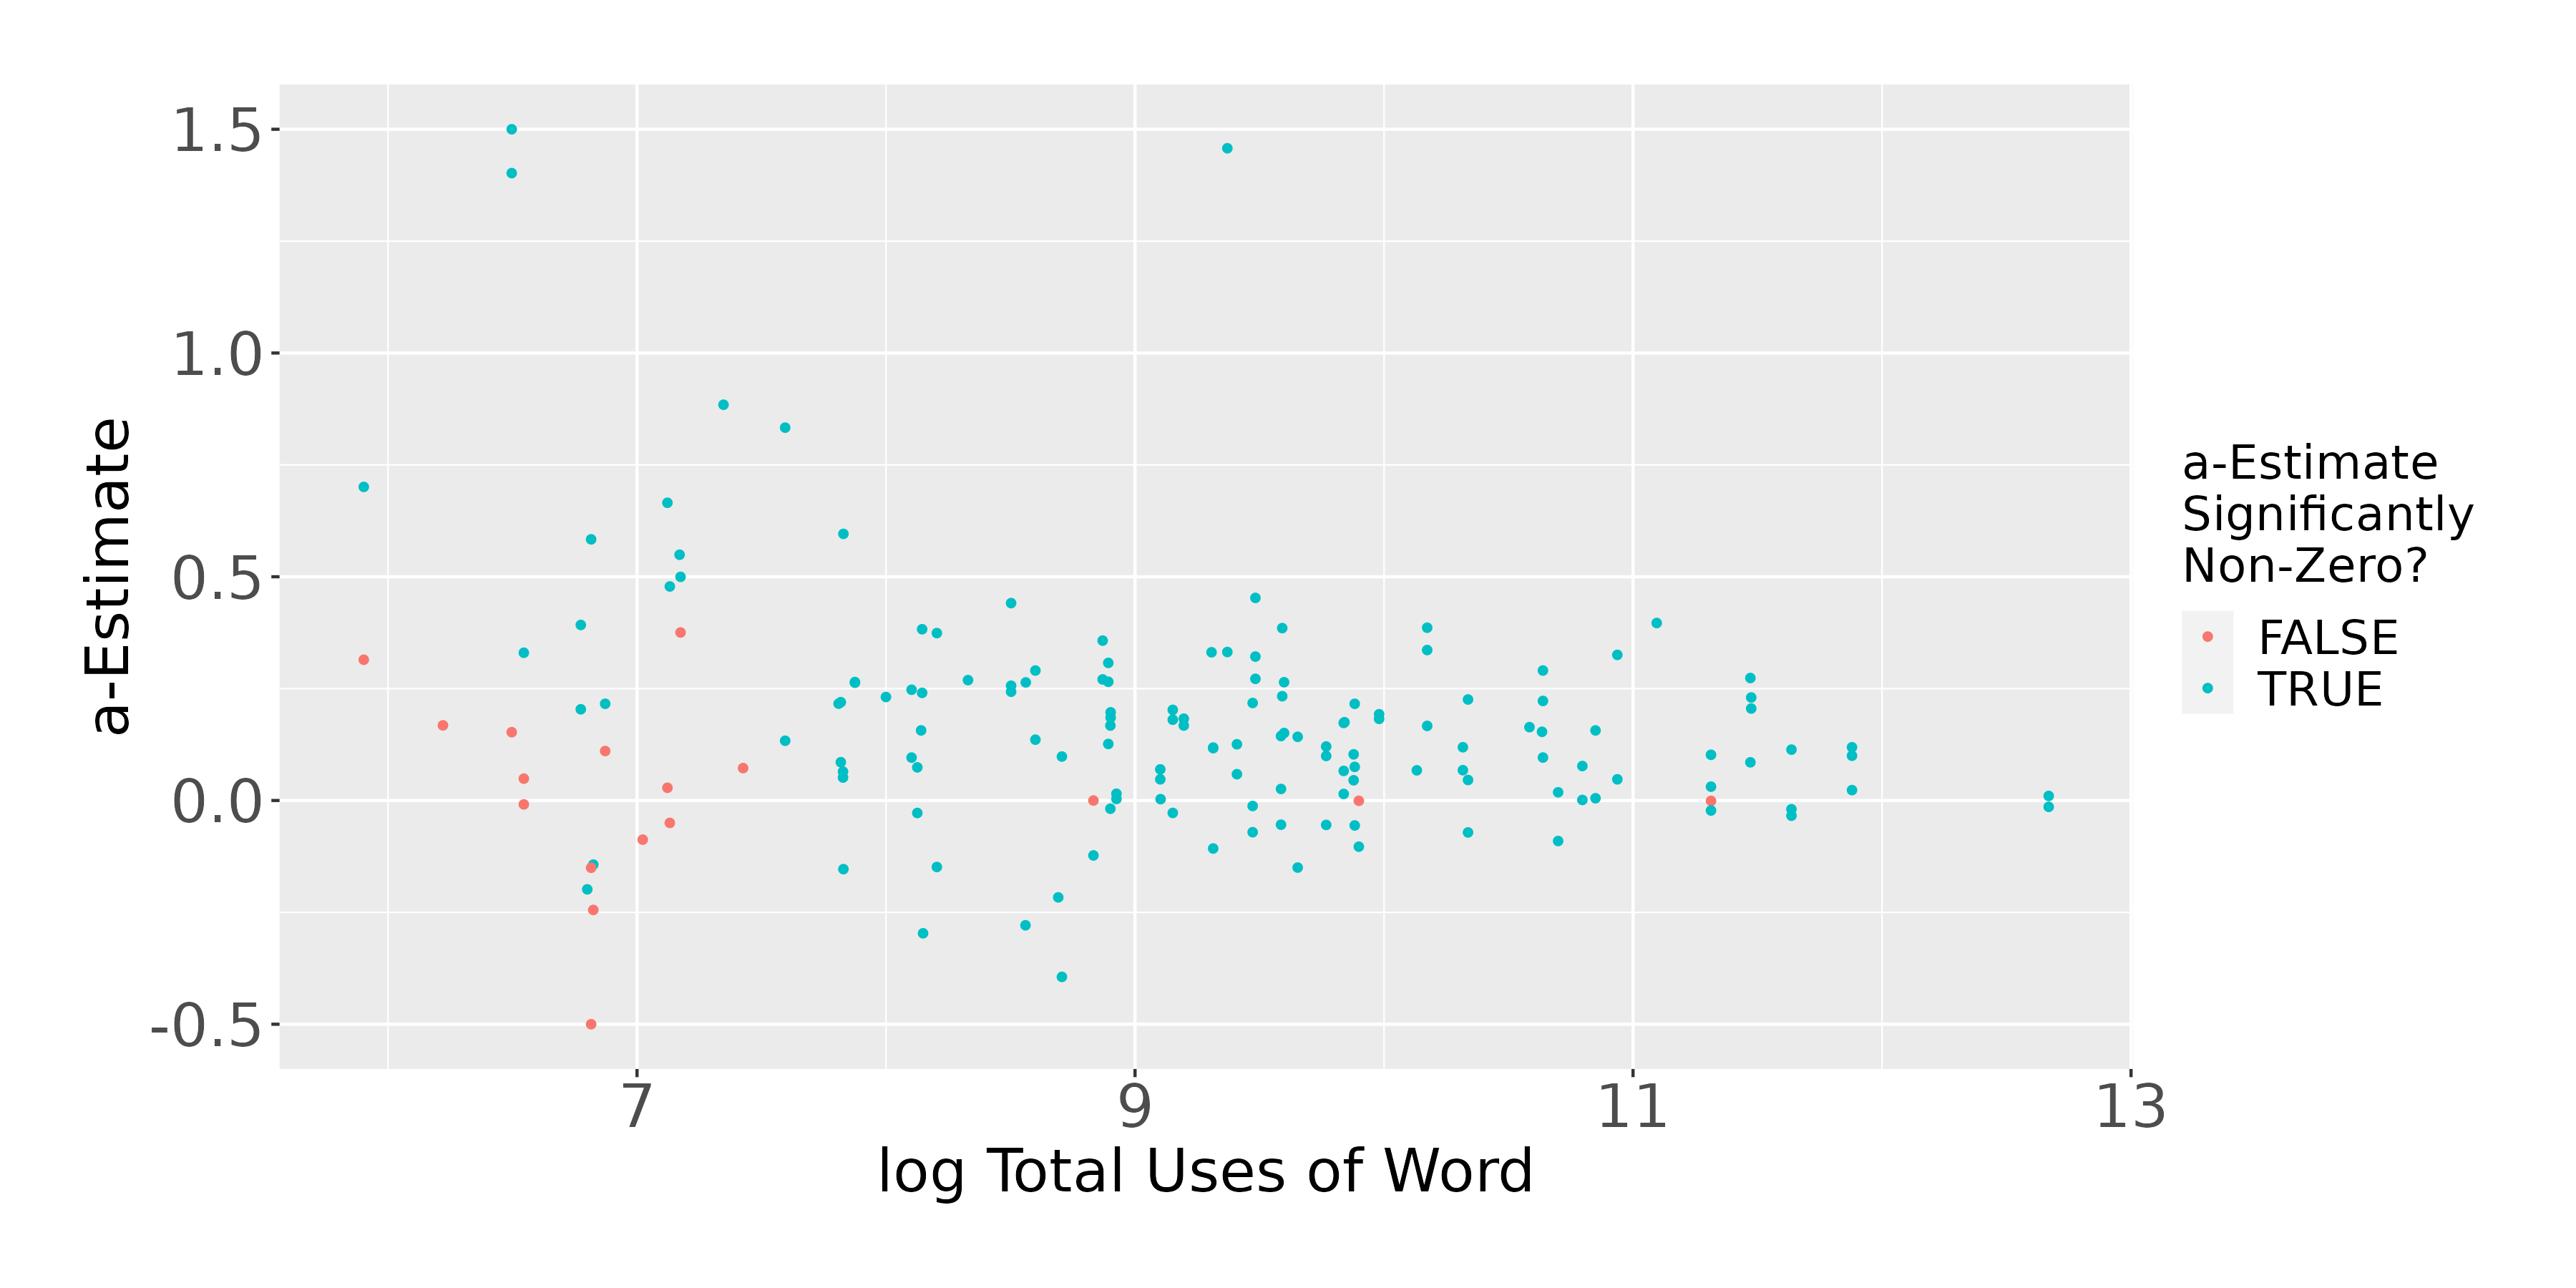 1.5
1.0
0.5
0.0
-0.5
a-Estimate
7 9 11 13
log Total Uses of Word
a-Estimate
Significantly
Non-Zero?
FALSE
TRUE